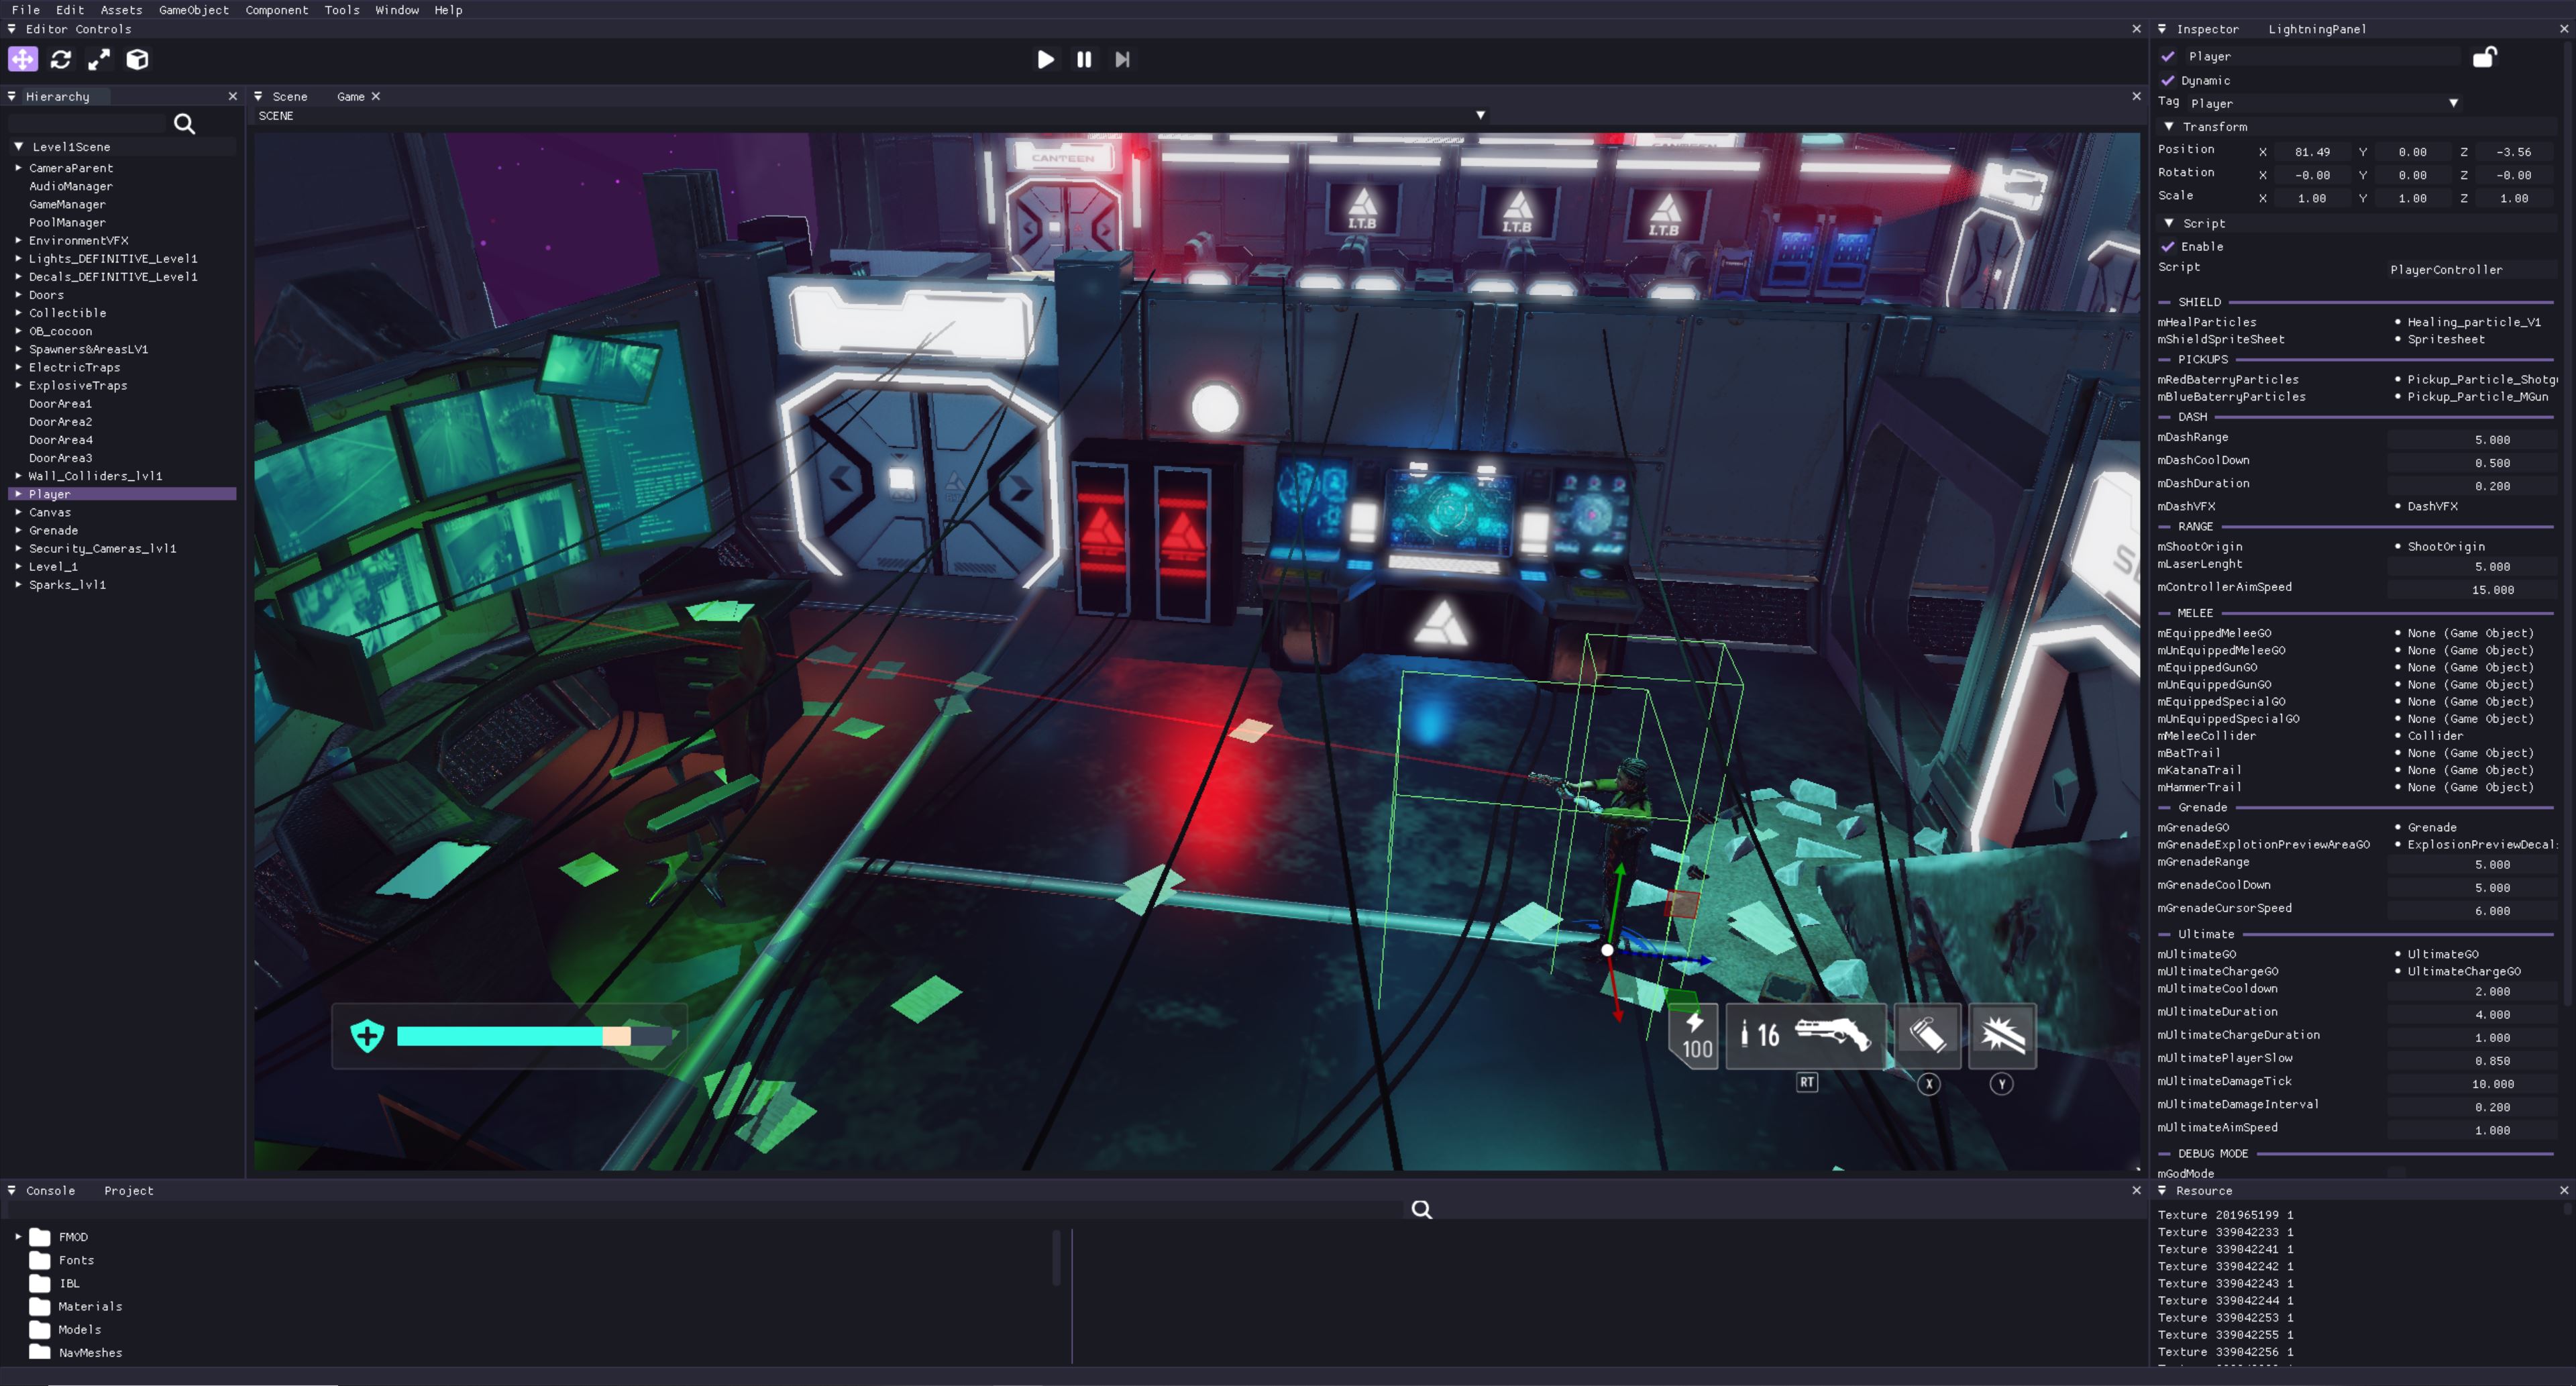 File Edit Assets GameObject Component Tools Window Help
Editor Controls
Hierarchy
Level1Scene
CameraParent
AudioManager
GameManager
PoolManager
EnvironmentVFX
Lights_DEFINITIVE_Level1
Decals_DEFINITIVE_Level1
Doors
Collectible
OB_cocoon
Spawners&AreasLV1
ElectricTraps
ExplosiveTraps
DoorArea1
DoorArea2
DoorArea4
DoorArea3
Wall_Colliders_lvl1
Player
Canvas
Grenade
Security_Cameras_lvl1
Level_1
Sparks_lvl1
Scene Game
SCENE
CANTEEN
CANTEEN
I.T.B
I.T.B
I.T.B
100
16
RT
X
Y
Inspector LightningPanel
Player
Dynamic
Tag Player
Transform
Position X 81.49 Y 0.00 Z -3.56
Rotation X -0.00 Y 0.00 Z -0.00
Scale X 1.00 Y 1.00 Z 1.00
Script
Enable
Script PlayerController
SHIELD
mHealParticles Healing_particle_V1
mShieldSpriteSheet Spritesheet
PICKUPS
mRedBaterryParticles Pickup_Particle_Shotg
mBlueBaterryParticles Pickup_Particle_MGun
DASH
mDashRange 5.000
mDashCoolDown 0.500
mDashDuration 0.200
mDashVFX DashVFX
RANGE
mShootOrigin ShootOrigin
mLaserLenght 5.000
mControllerAimSpeed 15.000
MELEE
mEquippedMeleeGO None (Game Object)
mUnEquippedMeleeGO None (Game Object)
mEquippedGunGO None (Game Object)
mUnEquippedGunGO None (Game Object)
mEquippedSpecialGO None (Game Object)
mUnEquippedSpecialGO None (Game Object)
mMeleeCollider Collider
mBatTrail None (Game Object)
mKatanaTrail None (Game Object)
mHammerTrail None (Game Object)
Grenade
mGrenadeGO Grenade
mGrenadeExplotionPreviewAreaGO ExplosionPreviewDecal
mGrenadeRange 5.000
mGrenadeCoolDown 5.000
mGrenadeCursorSpeed 6.000
Ultimate
mUltimateGO UltimateGO
mUltimateChargeGO UltimateChargeGO
mUltimateCooldown 2.000
mUltimateDuration 4.000
mUltimateChargeDuration 1.000
mUltimatePlayerSlow 0.850
mUltimateDamageTick 10.000
mUltimateDamageInterval 0.200
mUltimateAimSpeed 1.000
DEBUG MODE
mGodMode
Console Project
FMOD
Fonts
IBL
Materials
Models
NavMeshes
Resource
Texture 201965199 1
Texture 339042233 1
Texture 339042241 1
Texture 339042242 1
Texture 339042243 1
Texture 339042244 1
Texture 339042253 1
Texture 339042255 1
Texture 339042256 1